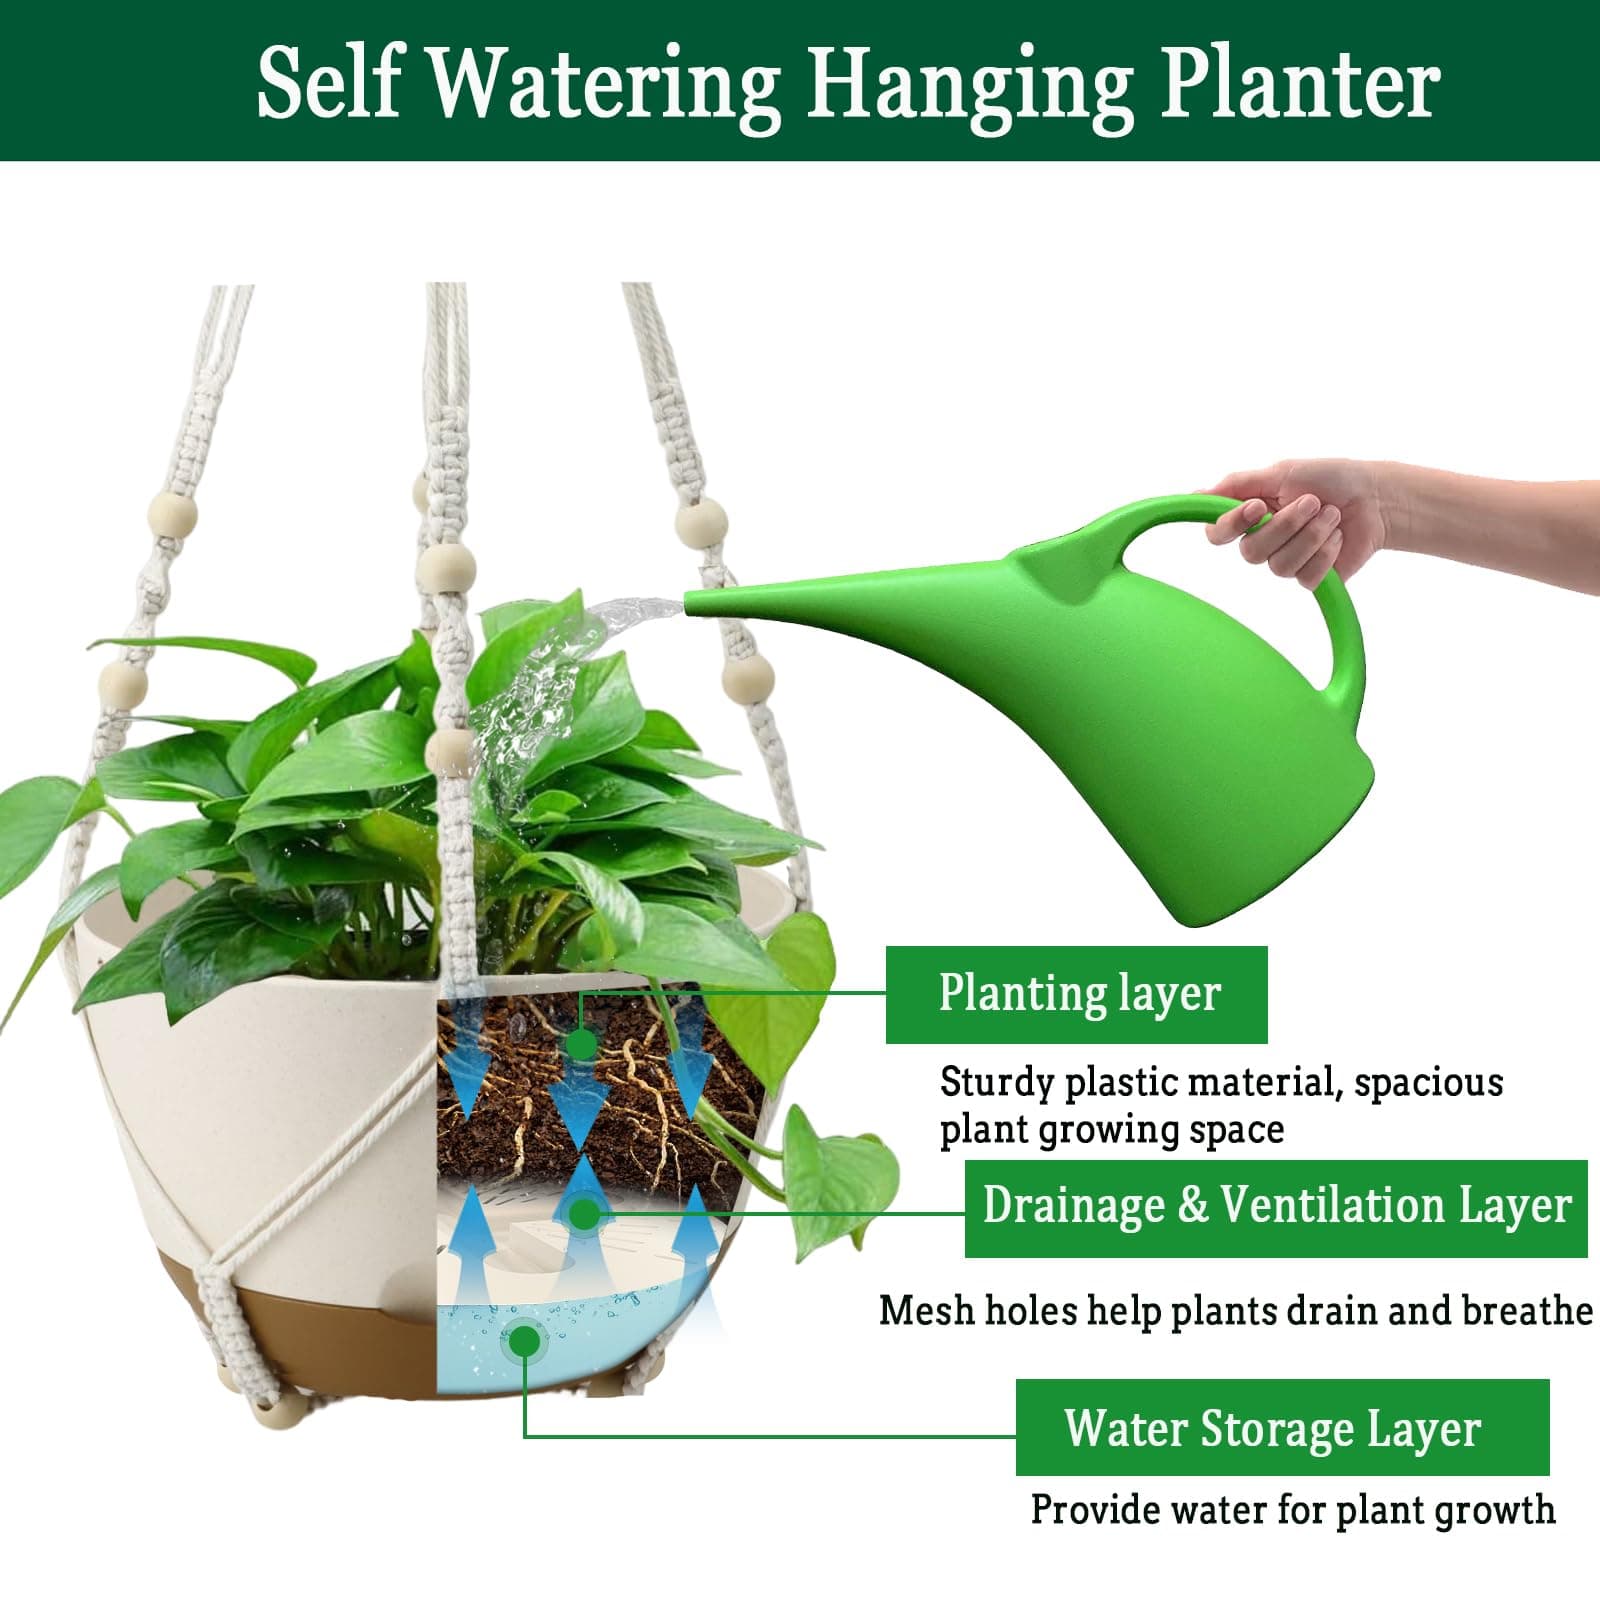 Self Watering Hanging Planter
Planting layer
Sturdy plastic material, spacious
plant growing space
Drainage & Ventilation Layer
Mesh holes help plants drain and breathe
Water Storage Layer
Provide water for plant growth